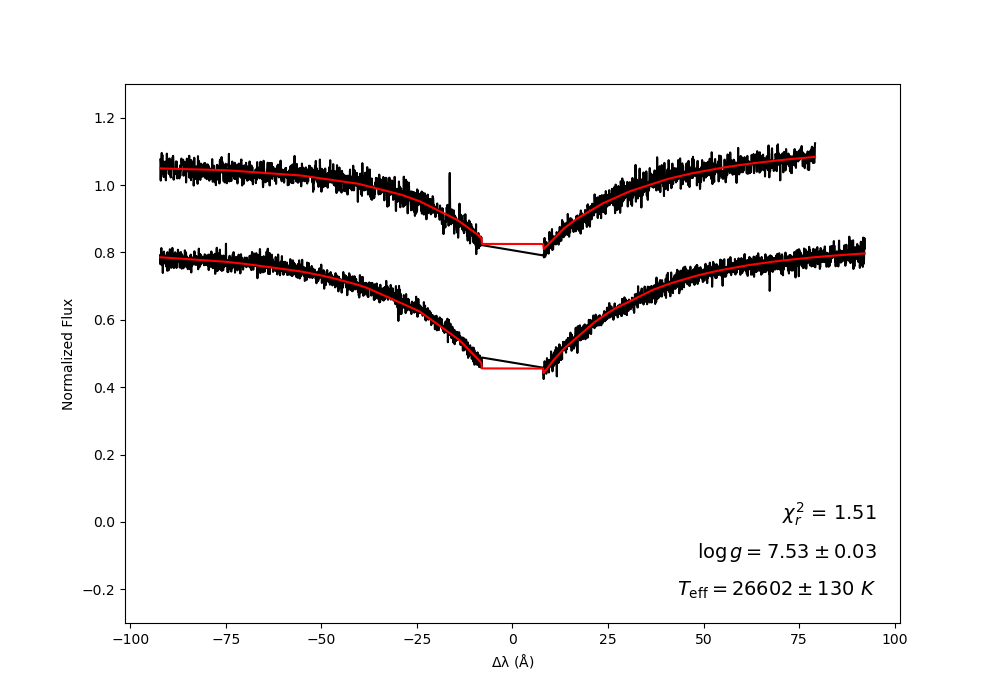 1.2
1.0
0.8
0.6
0.4
0.2
0.0
−0.2
Normalized Flux
χ²ᵣ = 1.51
log g = 7.53 ± 0.03
T_eff = 26602 ± 130 K
−100 −75 −50 −25 0 25 50 75 100
Δλ (Å)